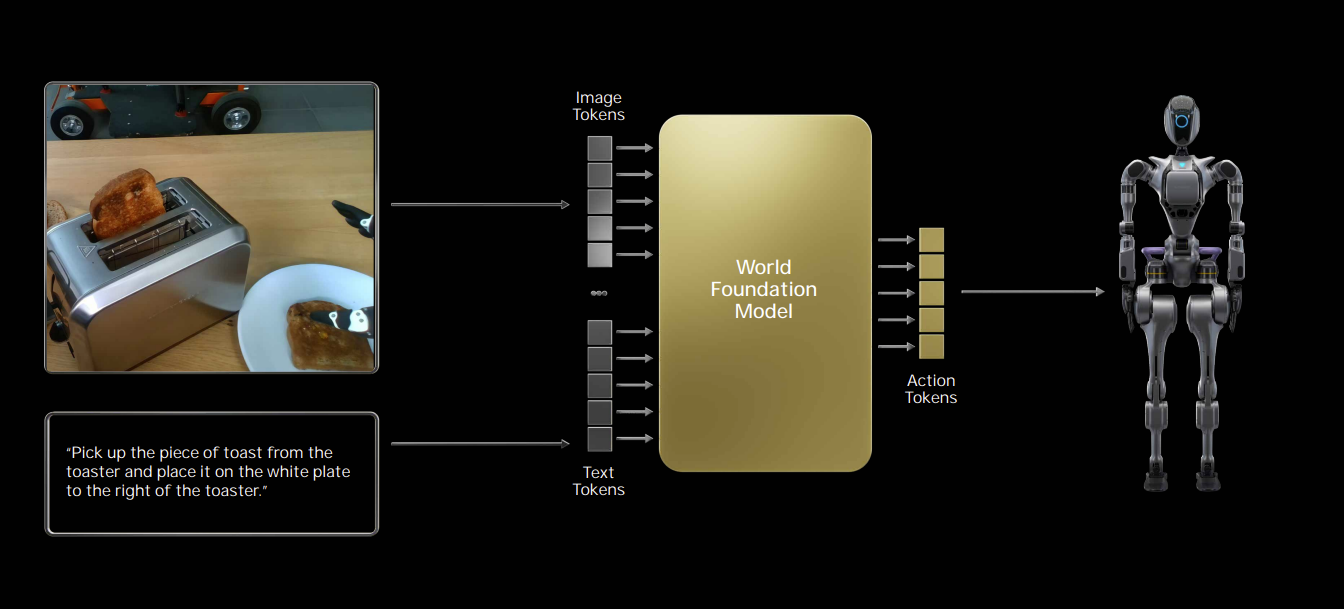 Image
Tokens
World
Foundation
Model
Action
Tokens
"Pick up the piece of toast from the
toaster and place it on the white plate
to the right of the toaster."
Text
Tokens